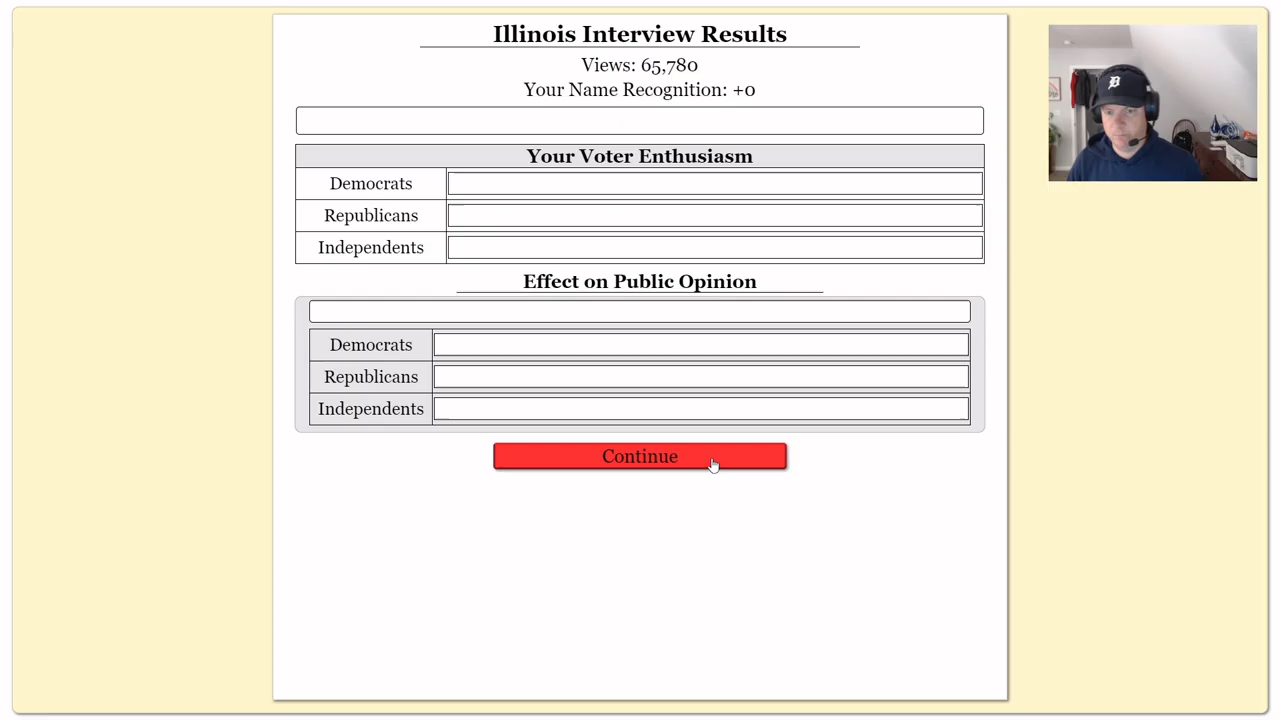 Illinois Interview Results
Views: 65,780
Your Name Recognition: +0
Your Voter Enthusiasm
Democrats
Republicans
Independents
Effect on Public Opinion
Democrats
Republicans
Independents
Continue